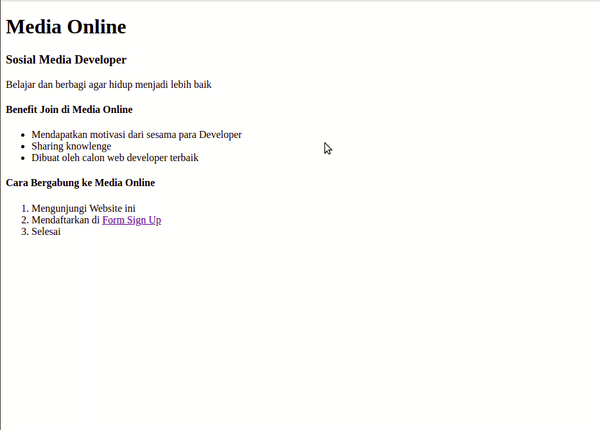 Media Online
Sosial Media Developer
Belajar dan berbagi agar hidup menjadi lebih baik
Benefit Join di Media Online
• Mendapatkan motivasi dari sesama para Developer
• Sharing knowlenge
• Dibuat oleh calon web developer terbaik
Cara Bergabung ke Media Online
1. Mengunjungi Website ini
2. Mendaftarkan di Form Sign Up
3. Selesai